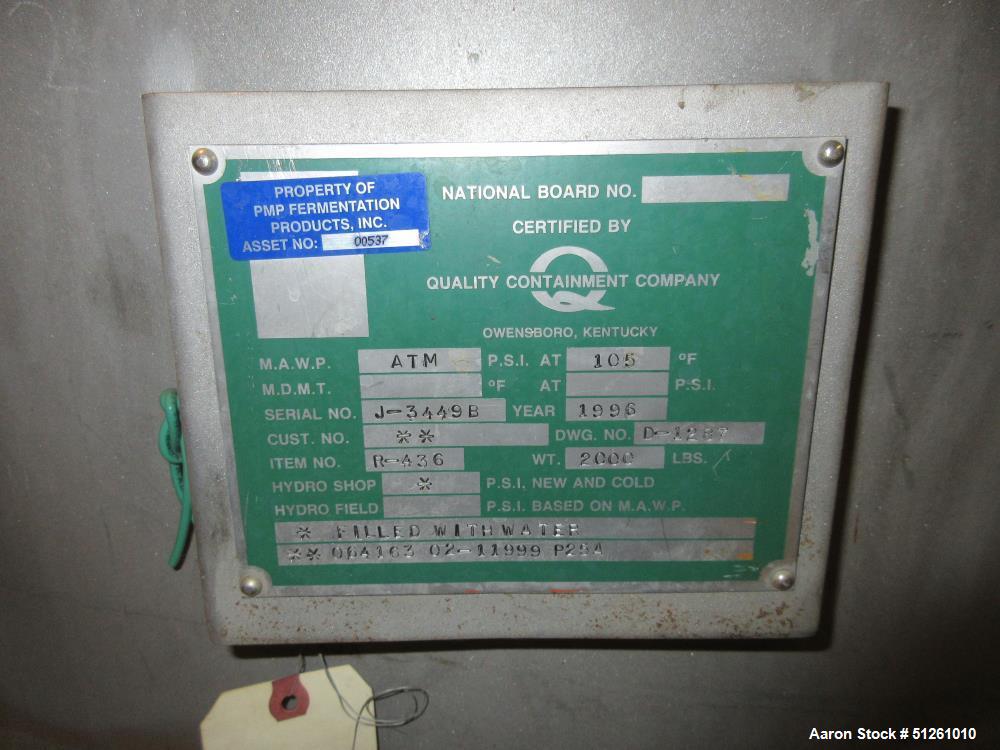 PROPERTY OF
PMP FERMENTATION
PRODUCTS, INC.
ASSET NO: 00537
NATIONAL BOARD NO.
CERTIFIED BY
QUALITY CONTAINMENT COMPANY
OWENSBORO, KENTUCKY
M.A.W.P. ATM P.S.I. AT 105 °F
M.D.M.T. °F AT P.S.I.
SERIAL NO. J-3449B YEAR 1996
CUST. NO. ** DWG. NO. D-1287
ITEM NO. R-436 WT. 2000 LBS.
HYDRO SHOP * P.S.I. NEW AND COLD
HYDRO FIELD P.S.I. BASED ON M.A.W.P.
* FILLED WITH WATER
** 064163 02-11999 P25A
Aaron Stock # 51261010